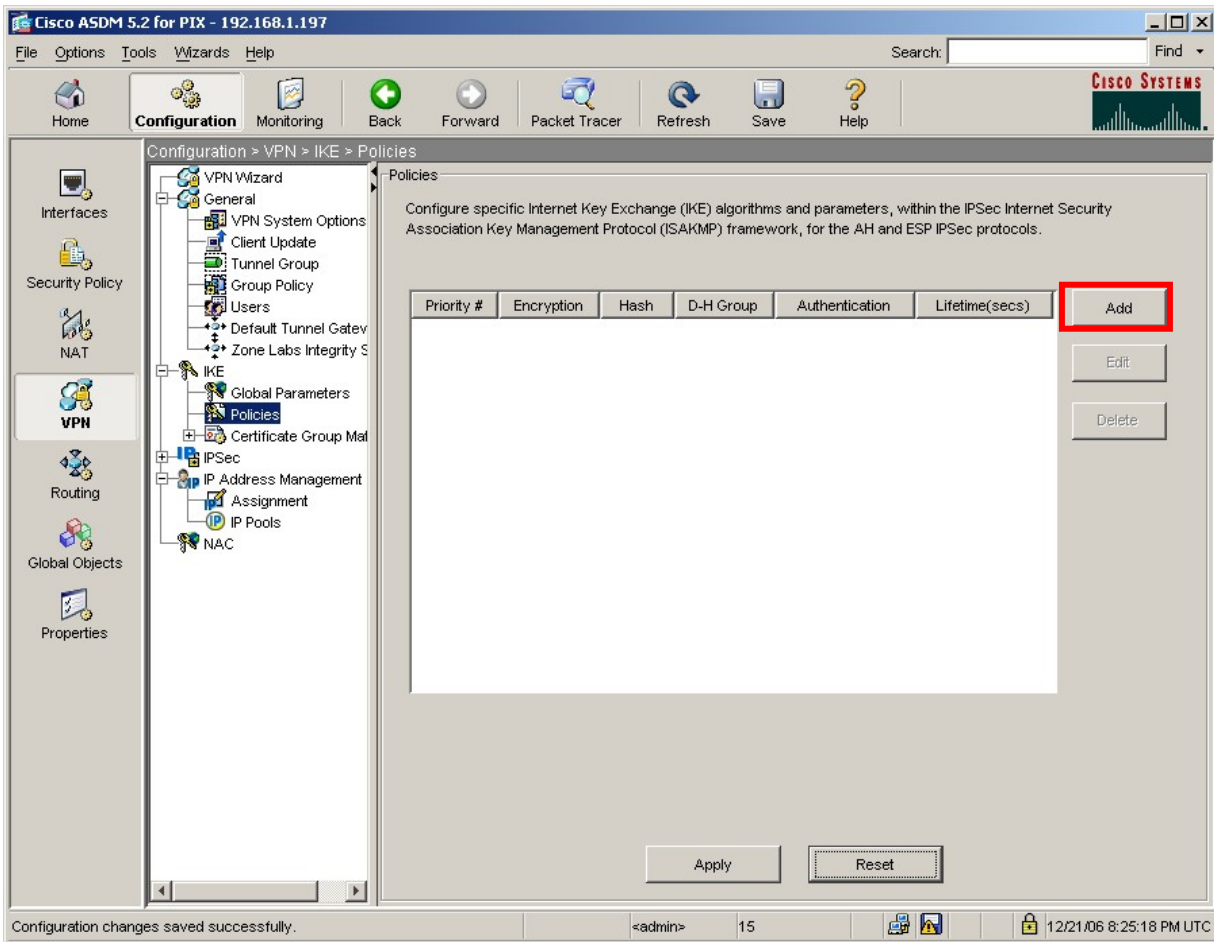 Cisco ASDM 5.2 for PIX - 192.168.1.197
File Options Tools Wizards Help
Search:
Find
Home
Configuration
Monitoring
Back
Forward
Packet Tracer
Refresh
Save
Help
CISCO SYSTEMS
Interfaces
Security Policy
NAT
VPN
Routing
Global Objects
Properties
Configuration > VPN > IKE > Policies
VPN Wizard
General
VPN System Options
Client Update
Tunnel Group
Group Policy
Users
Default Tunnel Gatev
Zone Labs Integrity S
IKE
Global Parameters
Policies
Certificate Group Mat
IPSec
IP Address Management
Assignment
IP Pools
NAC
Policies
Configure specific Internet Key Exchange (IKE) algorithms and parameters, within the IPSec Internet Security
Association Key Management Protocol (ISAKMP) framework, for the AH and ESP IPSec protocols.
Priority # Encryption Hash D-H Group Authentication Lifetime(secs)
Add
Edit
Delete
Apply
Reset
Configuration changes saved successfully.
<admin>
15
12/21/06 8:25:18 PM UTC